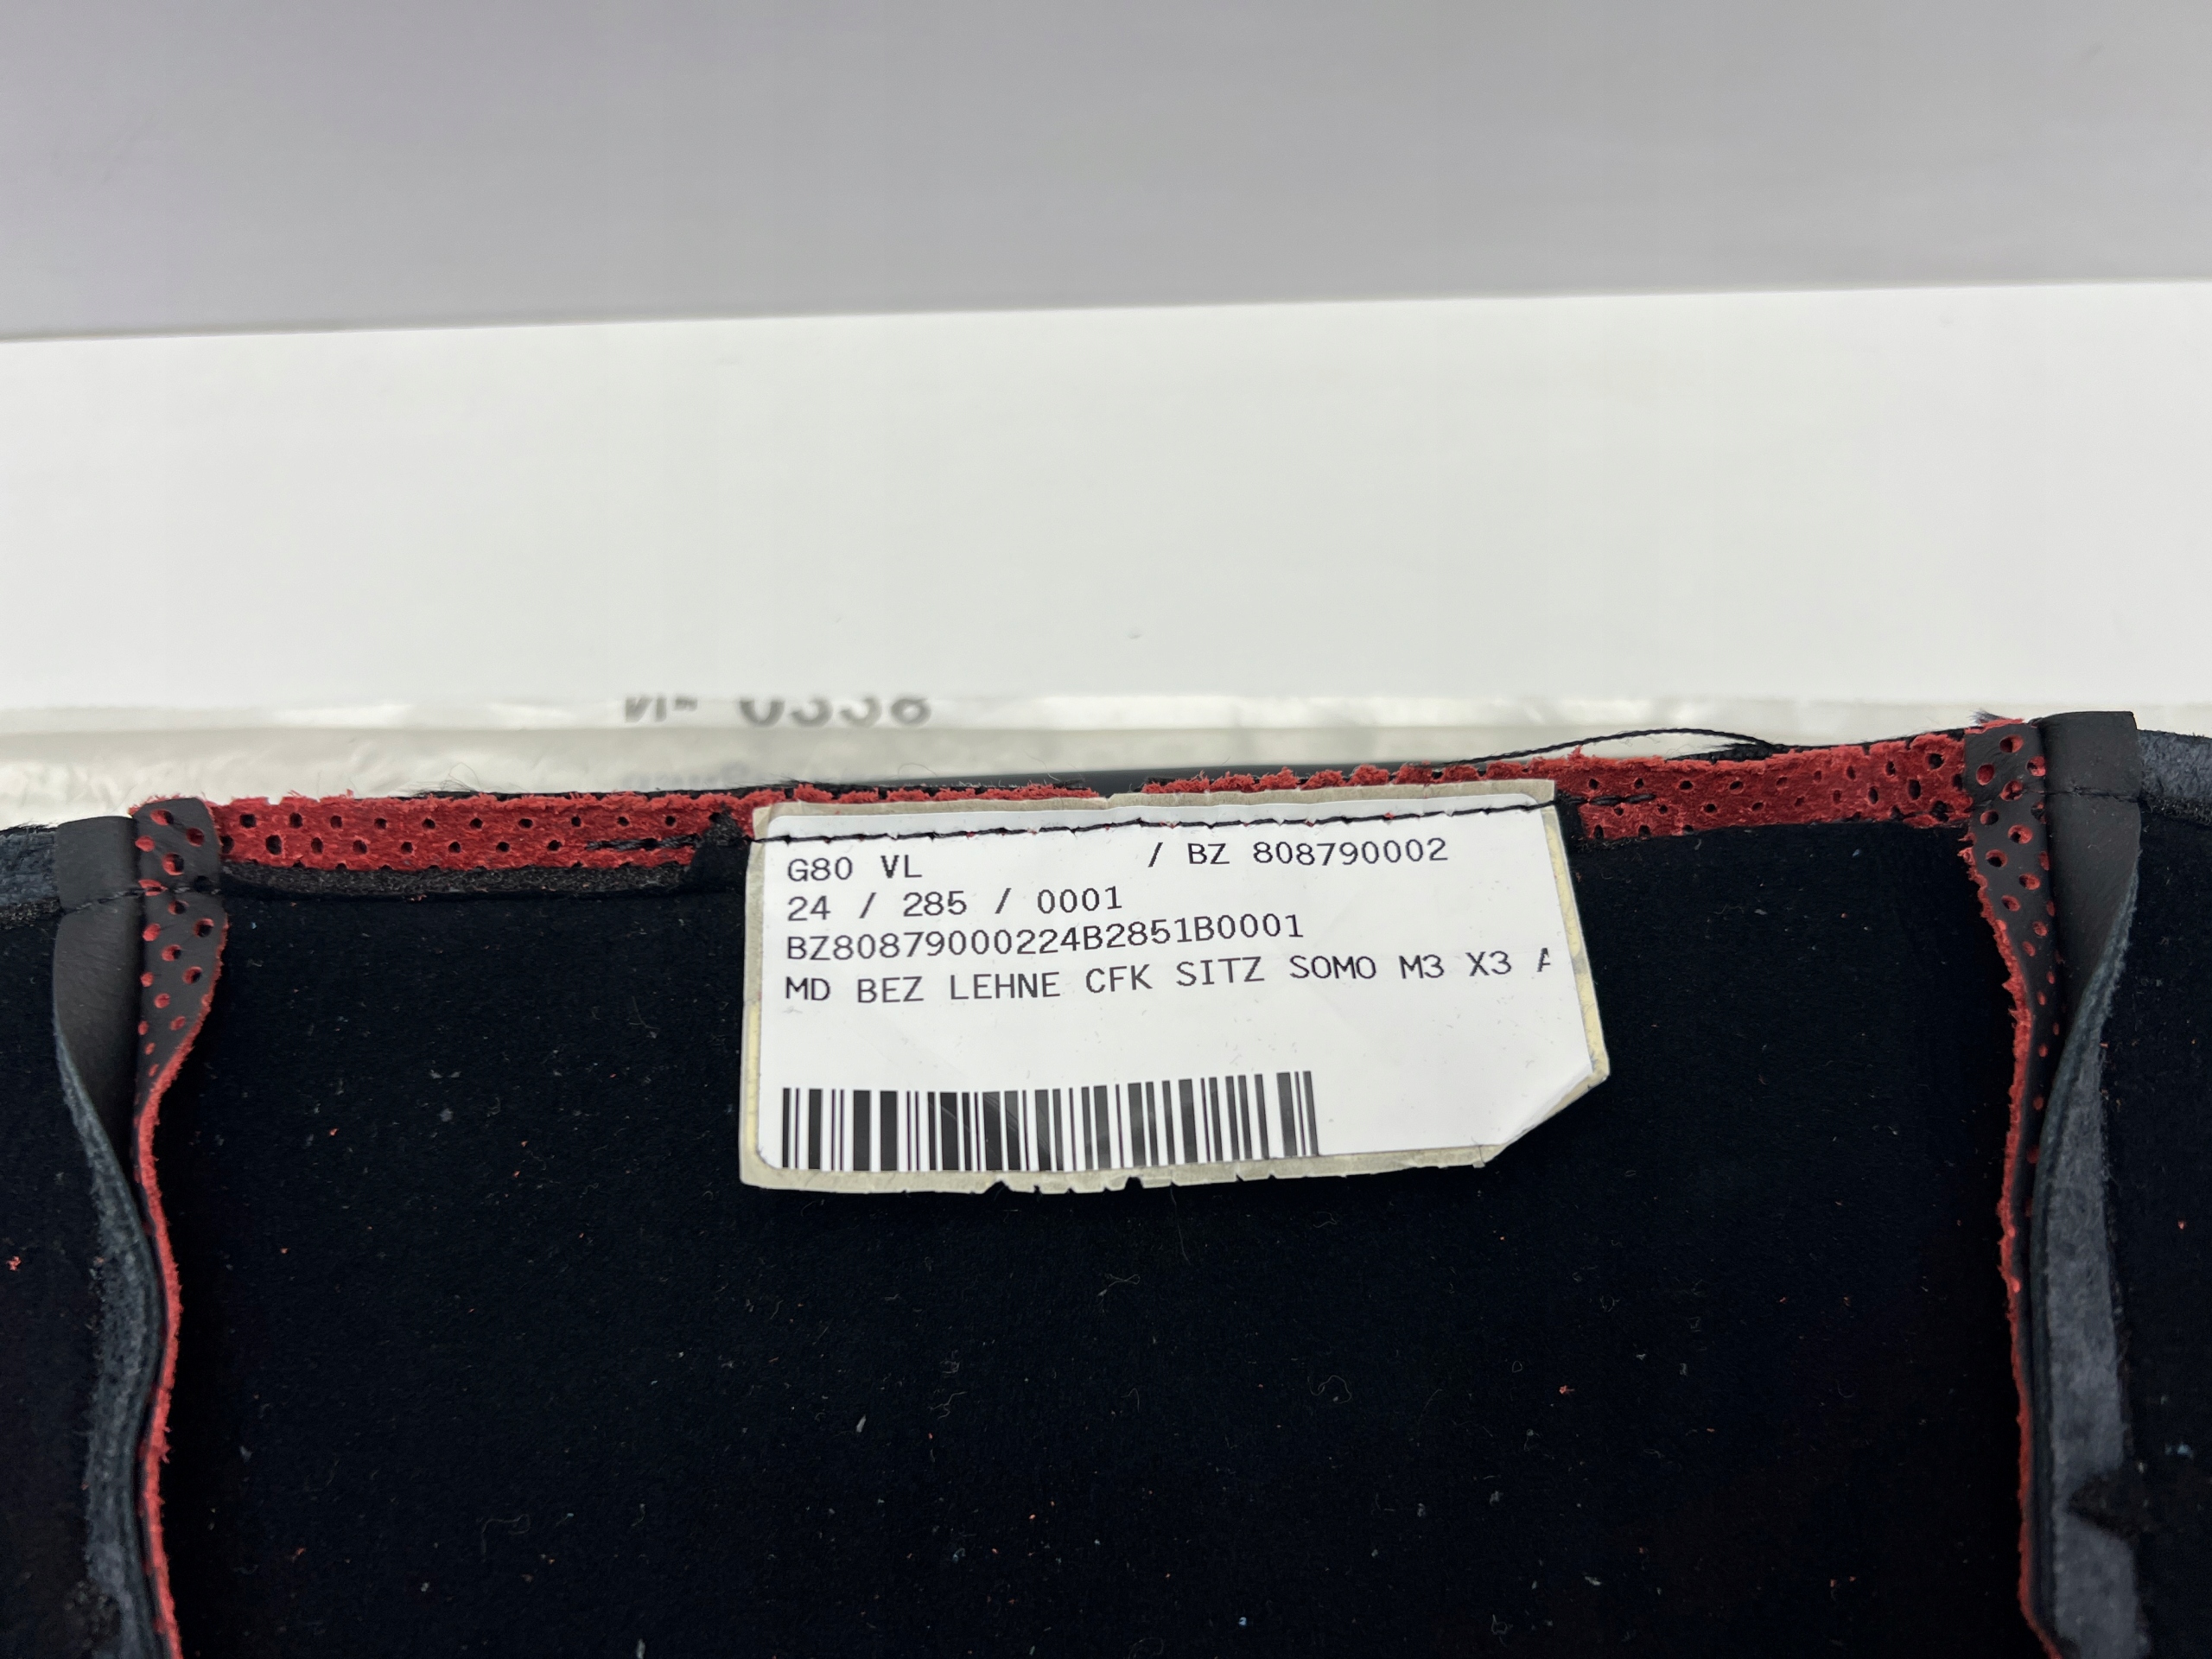 G80 VL / BZ 808790002
24 / 285 / 0001
BZ80879000224B2851B0001
MD BEZ LEHNE CFK SITZ SOMO M3 X3 A